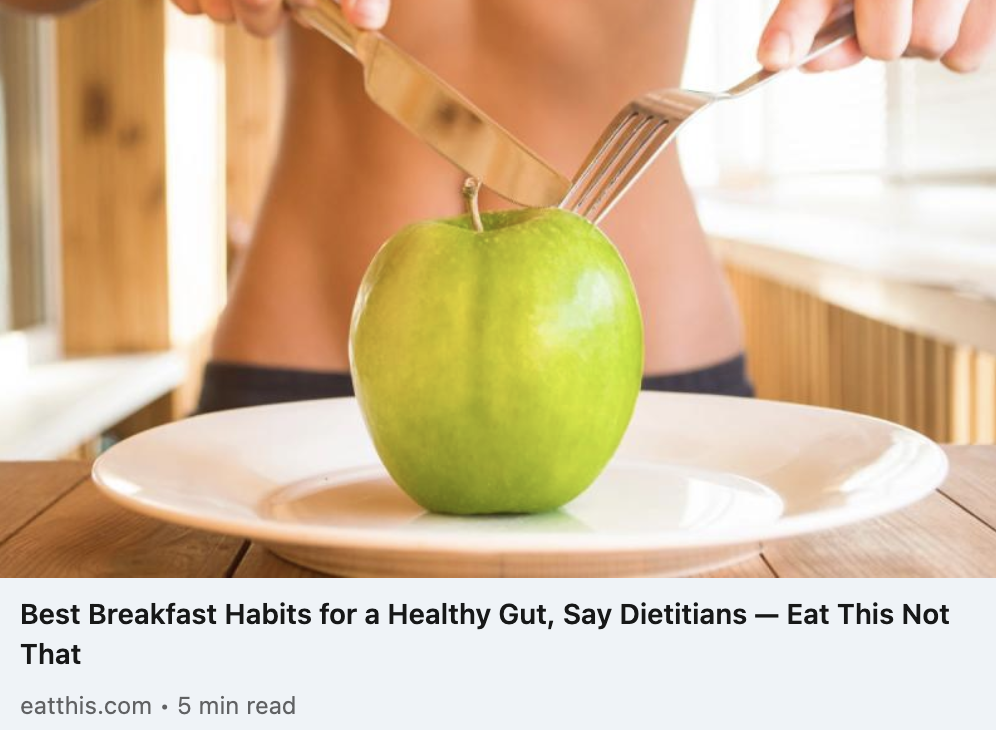 Best Breakfast Habits for a Healthy Gut, Say Dietitians — Eat This Not
That
eatthis.com • 5 min read